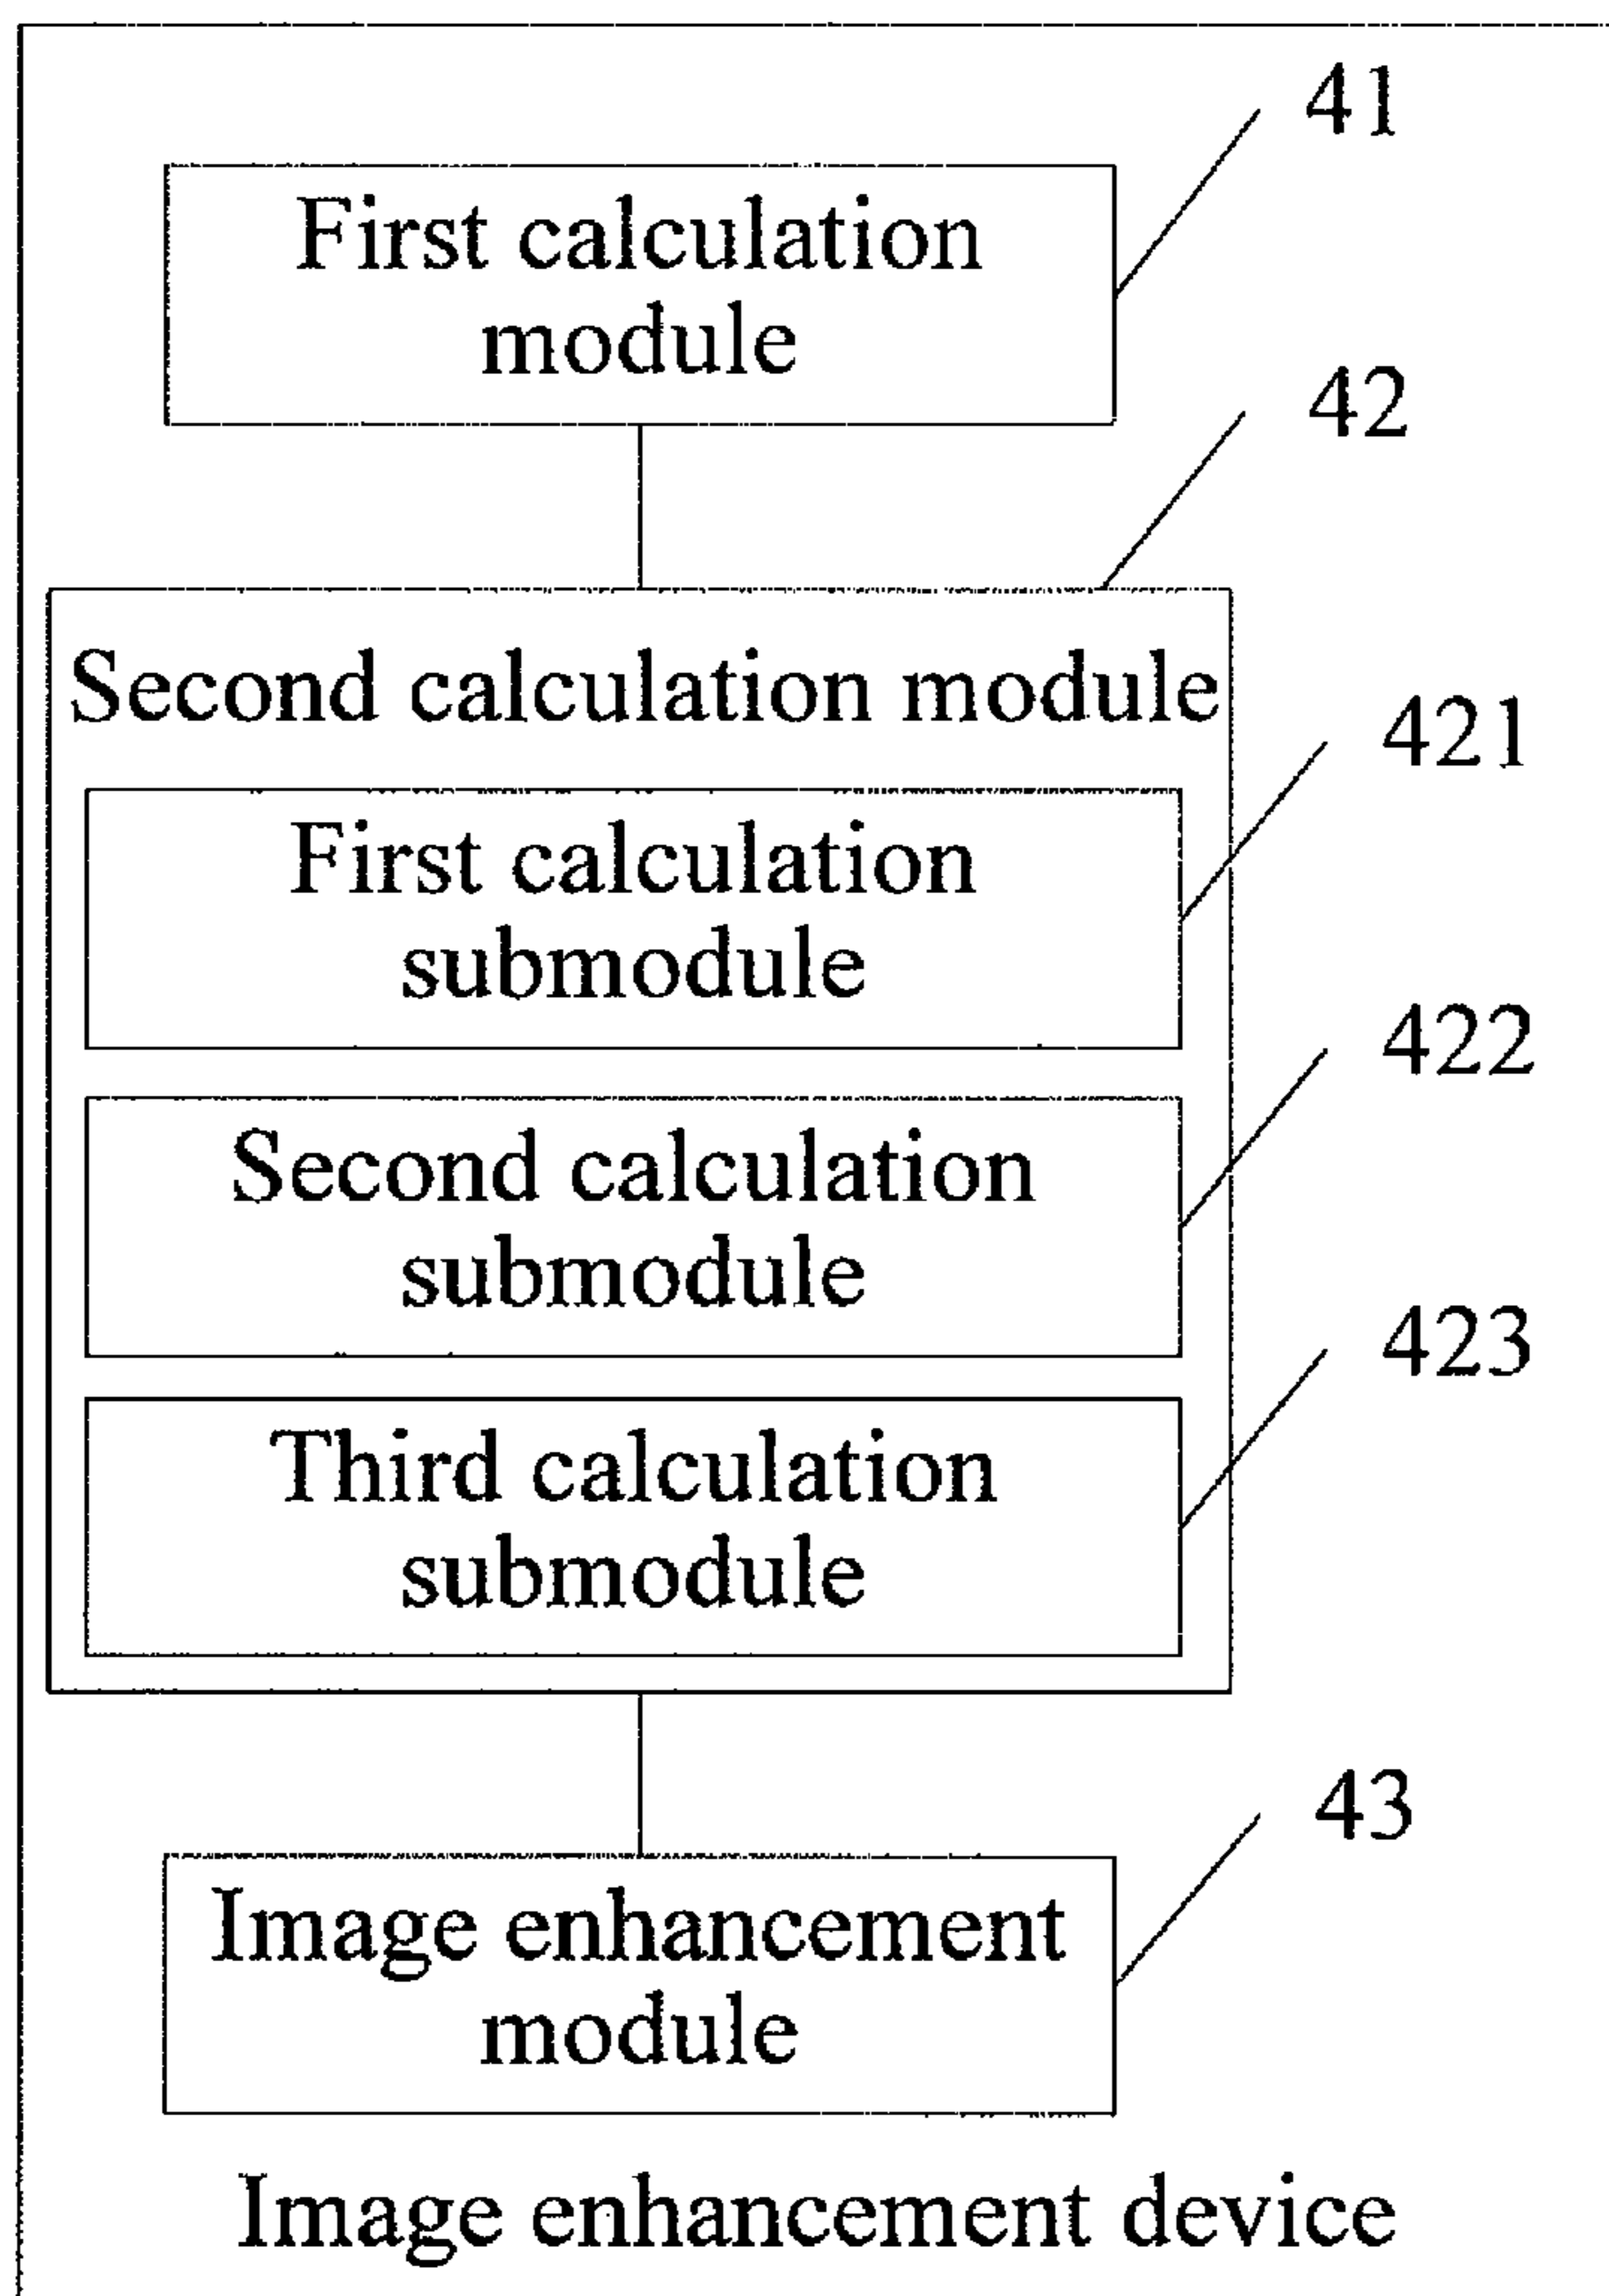 41
First calculation
module
42
Second calculation module
421
First calculation
submodule
422
Second calculation
submodule
423
Third calculation
submodule
43
Image enhancement
module
Image enhancement device